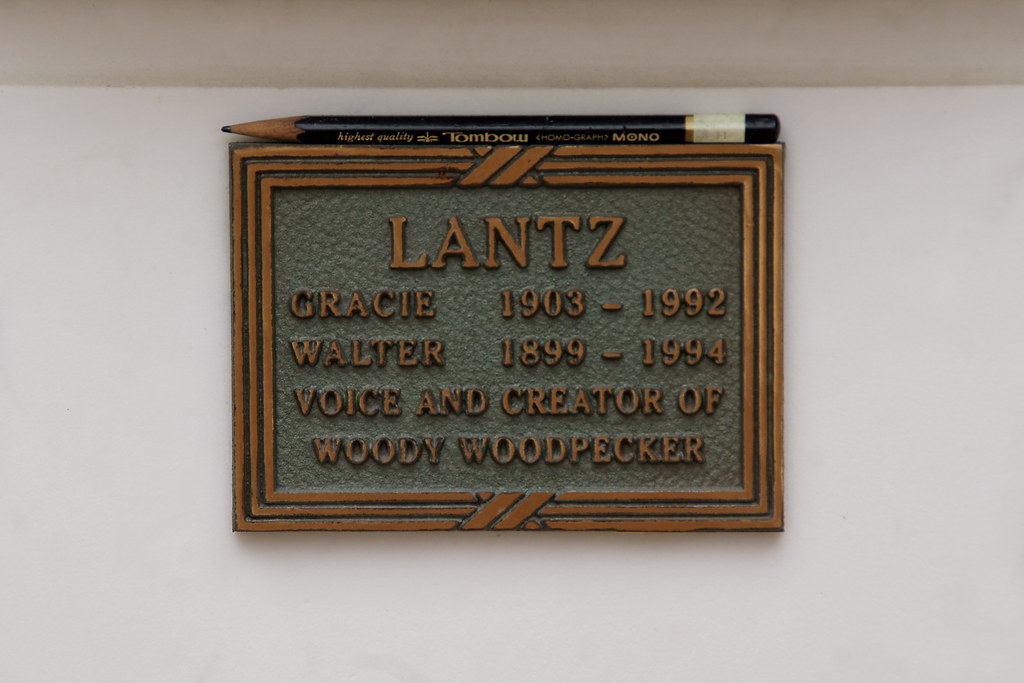 highest quality Tombow <HOMO-GRAPH> MONO
LANTZ
GRACIE 1903 - 1992
WALTER 1899 - 1994
VOICE AND CREATOR OF
WOODY WOODPECKER